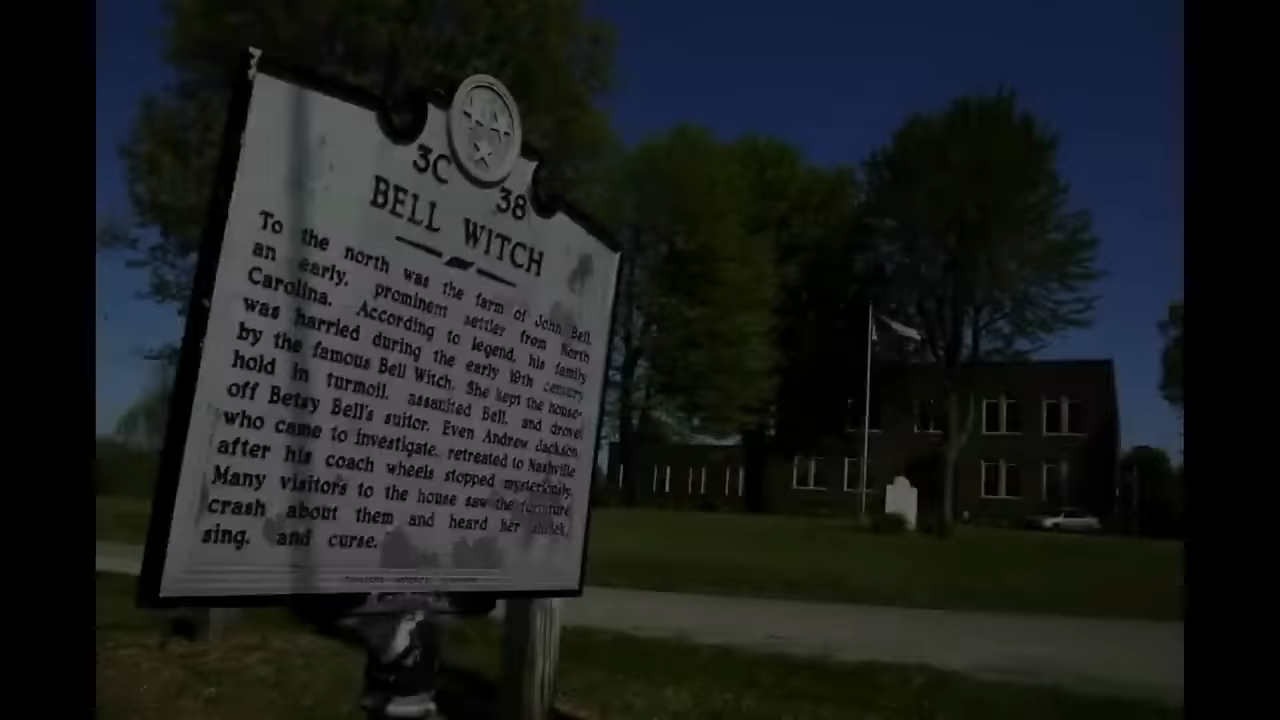 3C 38
BELL WITCH
To the north was the farm of John Bell,
an early, prominent settler from North
Carolina. According to legend, his family
was harried during the early 19th century
by the famous Bell Witch. She kept the house-
hold in turmoil, assaulted Bell, and drove
off Betsy Bell's suitor. Even Andrew Jackson
who came to investigate, retreated to Nashville
after his coach wheels stopped mysteriously.
Many visitors to the house saw the furniture
crash about them and heard her shriek,
sing, and curse.